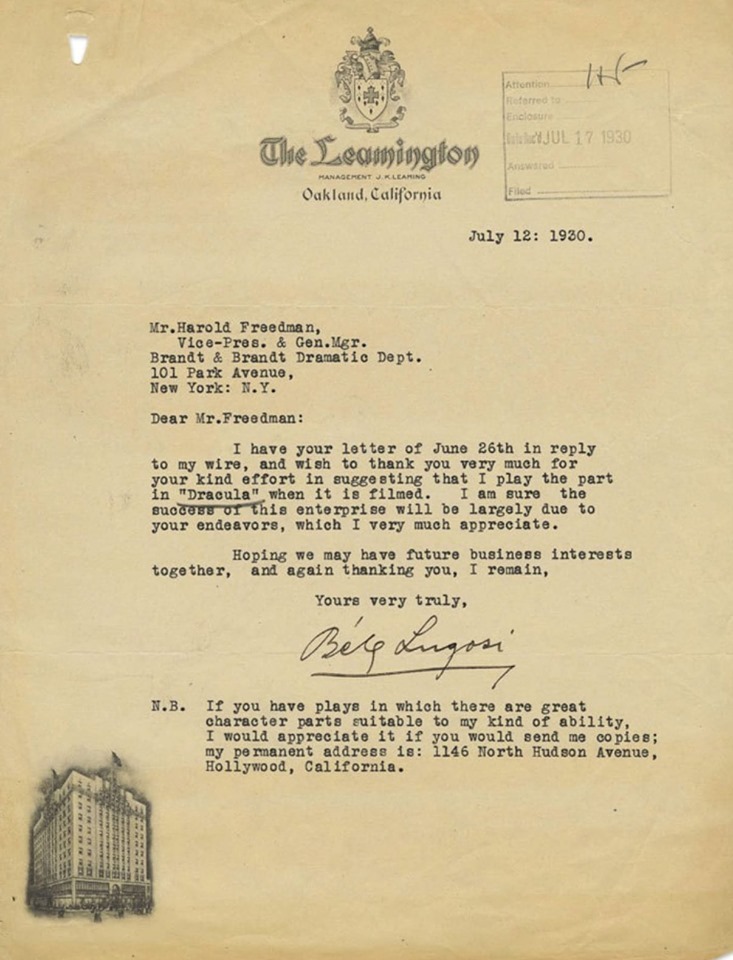 The Leamington
MANAGEMENT J. K. LEAMING
Oakland, California
Attention
Referred to
Enclosure
JUL 17 1930
Answered
Filed
July 12: 1930.
Mr.Harold Freedman,
Vice-Pres. & Gen.Mgr.
Brandt & Brandt Dramatic Dept.
101 Park Avenue,
New York: N.Y.
Dear Mr.Freedman:
I have your letter of June 26th in reply
to my wire, and wish to thank you very much for
your kind effort in suggesting that I play the part
in "Dracula" when it is filmed. I am sure the
success of this enterprise will be largely due to
your endeavors, which I very much appreciate.
Hoping we may have future business interests
together, and again thanking you, I remain,
Yours very truly,
Béla Lugosi
N.B. If you have plays in which there are great
character parts suitable to my kind of ability,
I would appreciate it if you would send me copies;
my permanent address is: 1146 North Hudson Avenue,
Hollywood, California.